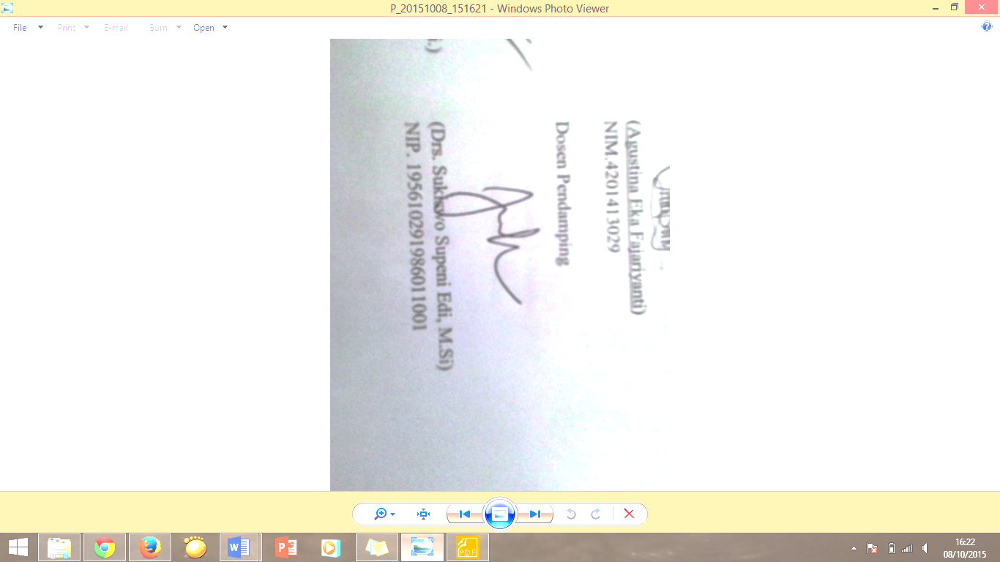 P_20151008_151621 - Windows Photo Viewer
File Print E-mail Burn Open
(Agustina Eka Fajariyanti)
NIM.4201413029
Dosen Pendamping
(Drs. Sukiswo Supeni Edi, M.Si)
NIP. 195610291986011001
PDF
16:22
08/10/2015